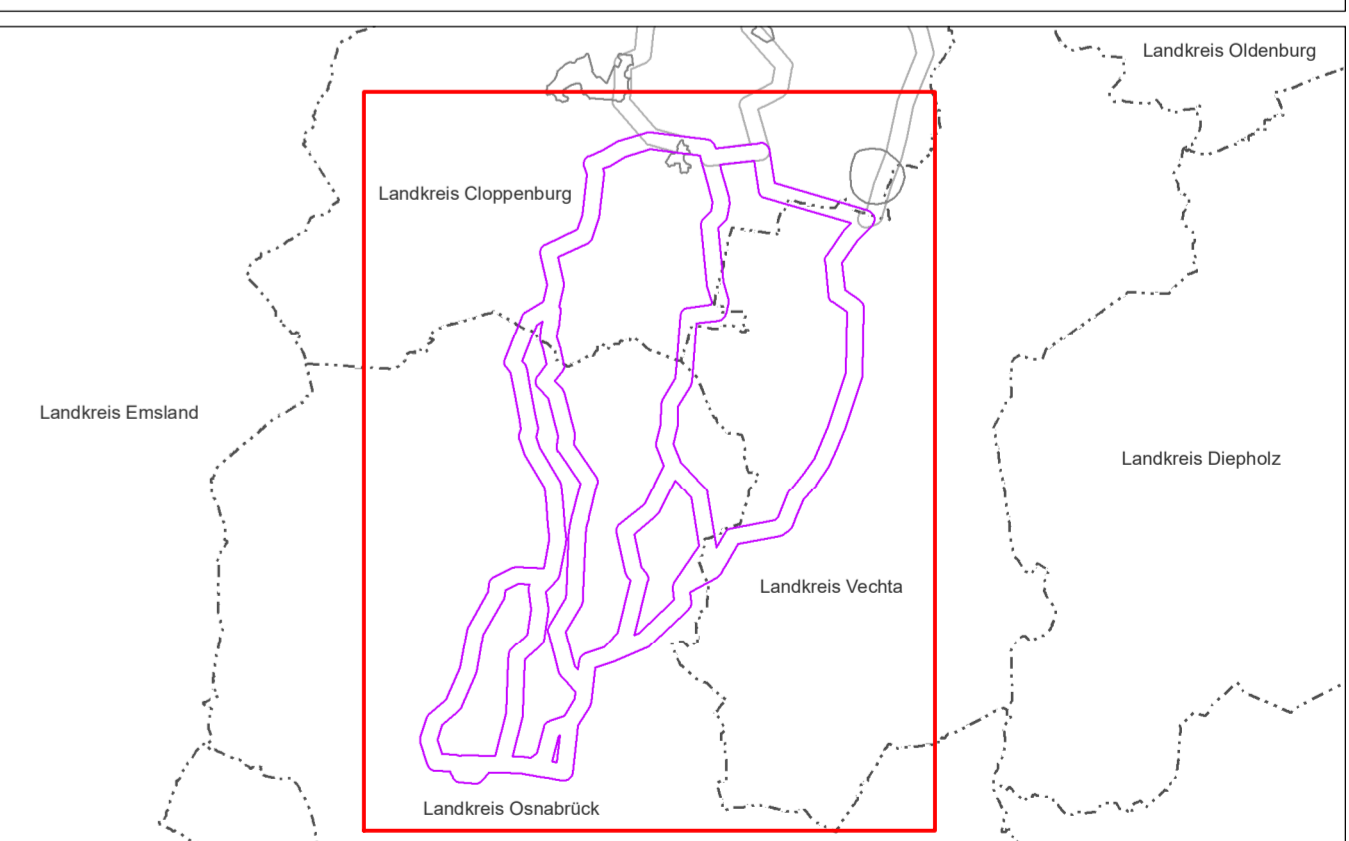 Landkreis Oldenburg
Landkreis Cloppenburg
Landkreis Emsland
Landkreis Diepholz
Landkreis Vechta
Landkreis Osnabrück